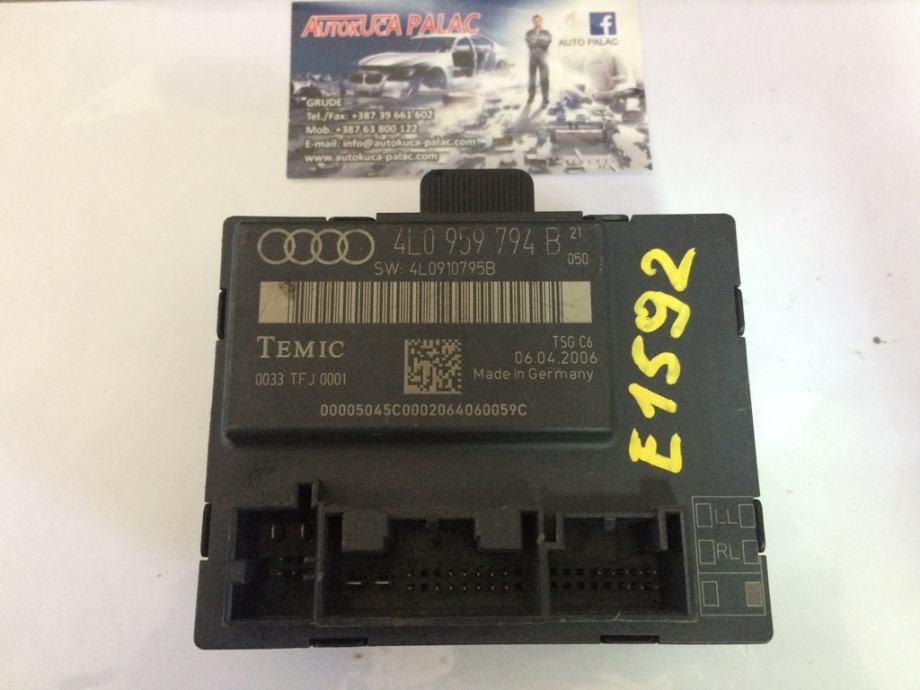 AUTOKUĆA PALAC
AUTO PALAC
GRUDE
Tel./Fax: +387 39 661 602
Mob. +387 63 800 122
E-mail: info@autokuca-palac.com
www.autokuca-palac.com
4L0 959 794 B 21
050
SW: 4L0910795B
TEMIC
TSG C6
06.04.2006
0033 TFJ 0001
Made in Germany
00005045C0002064060059C
E1592
LL
RL